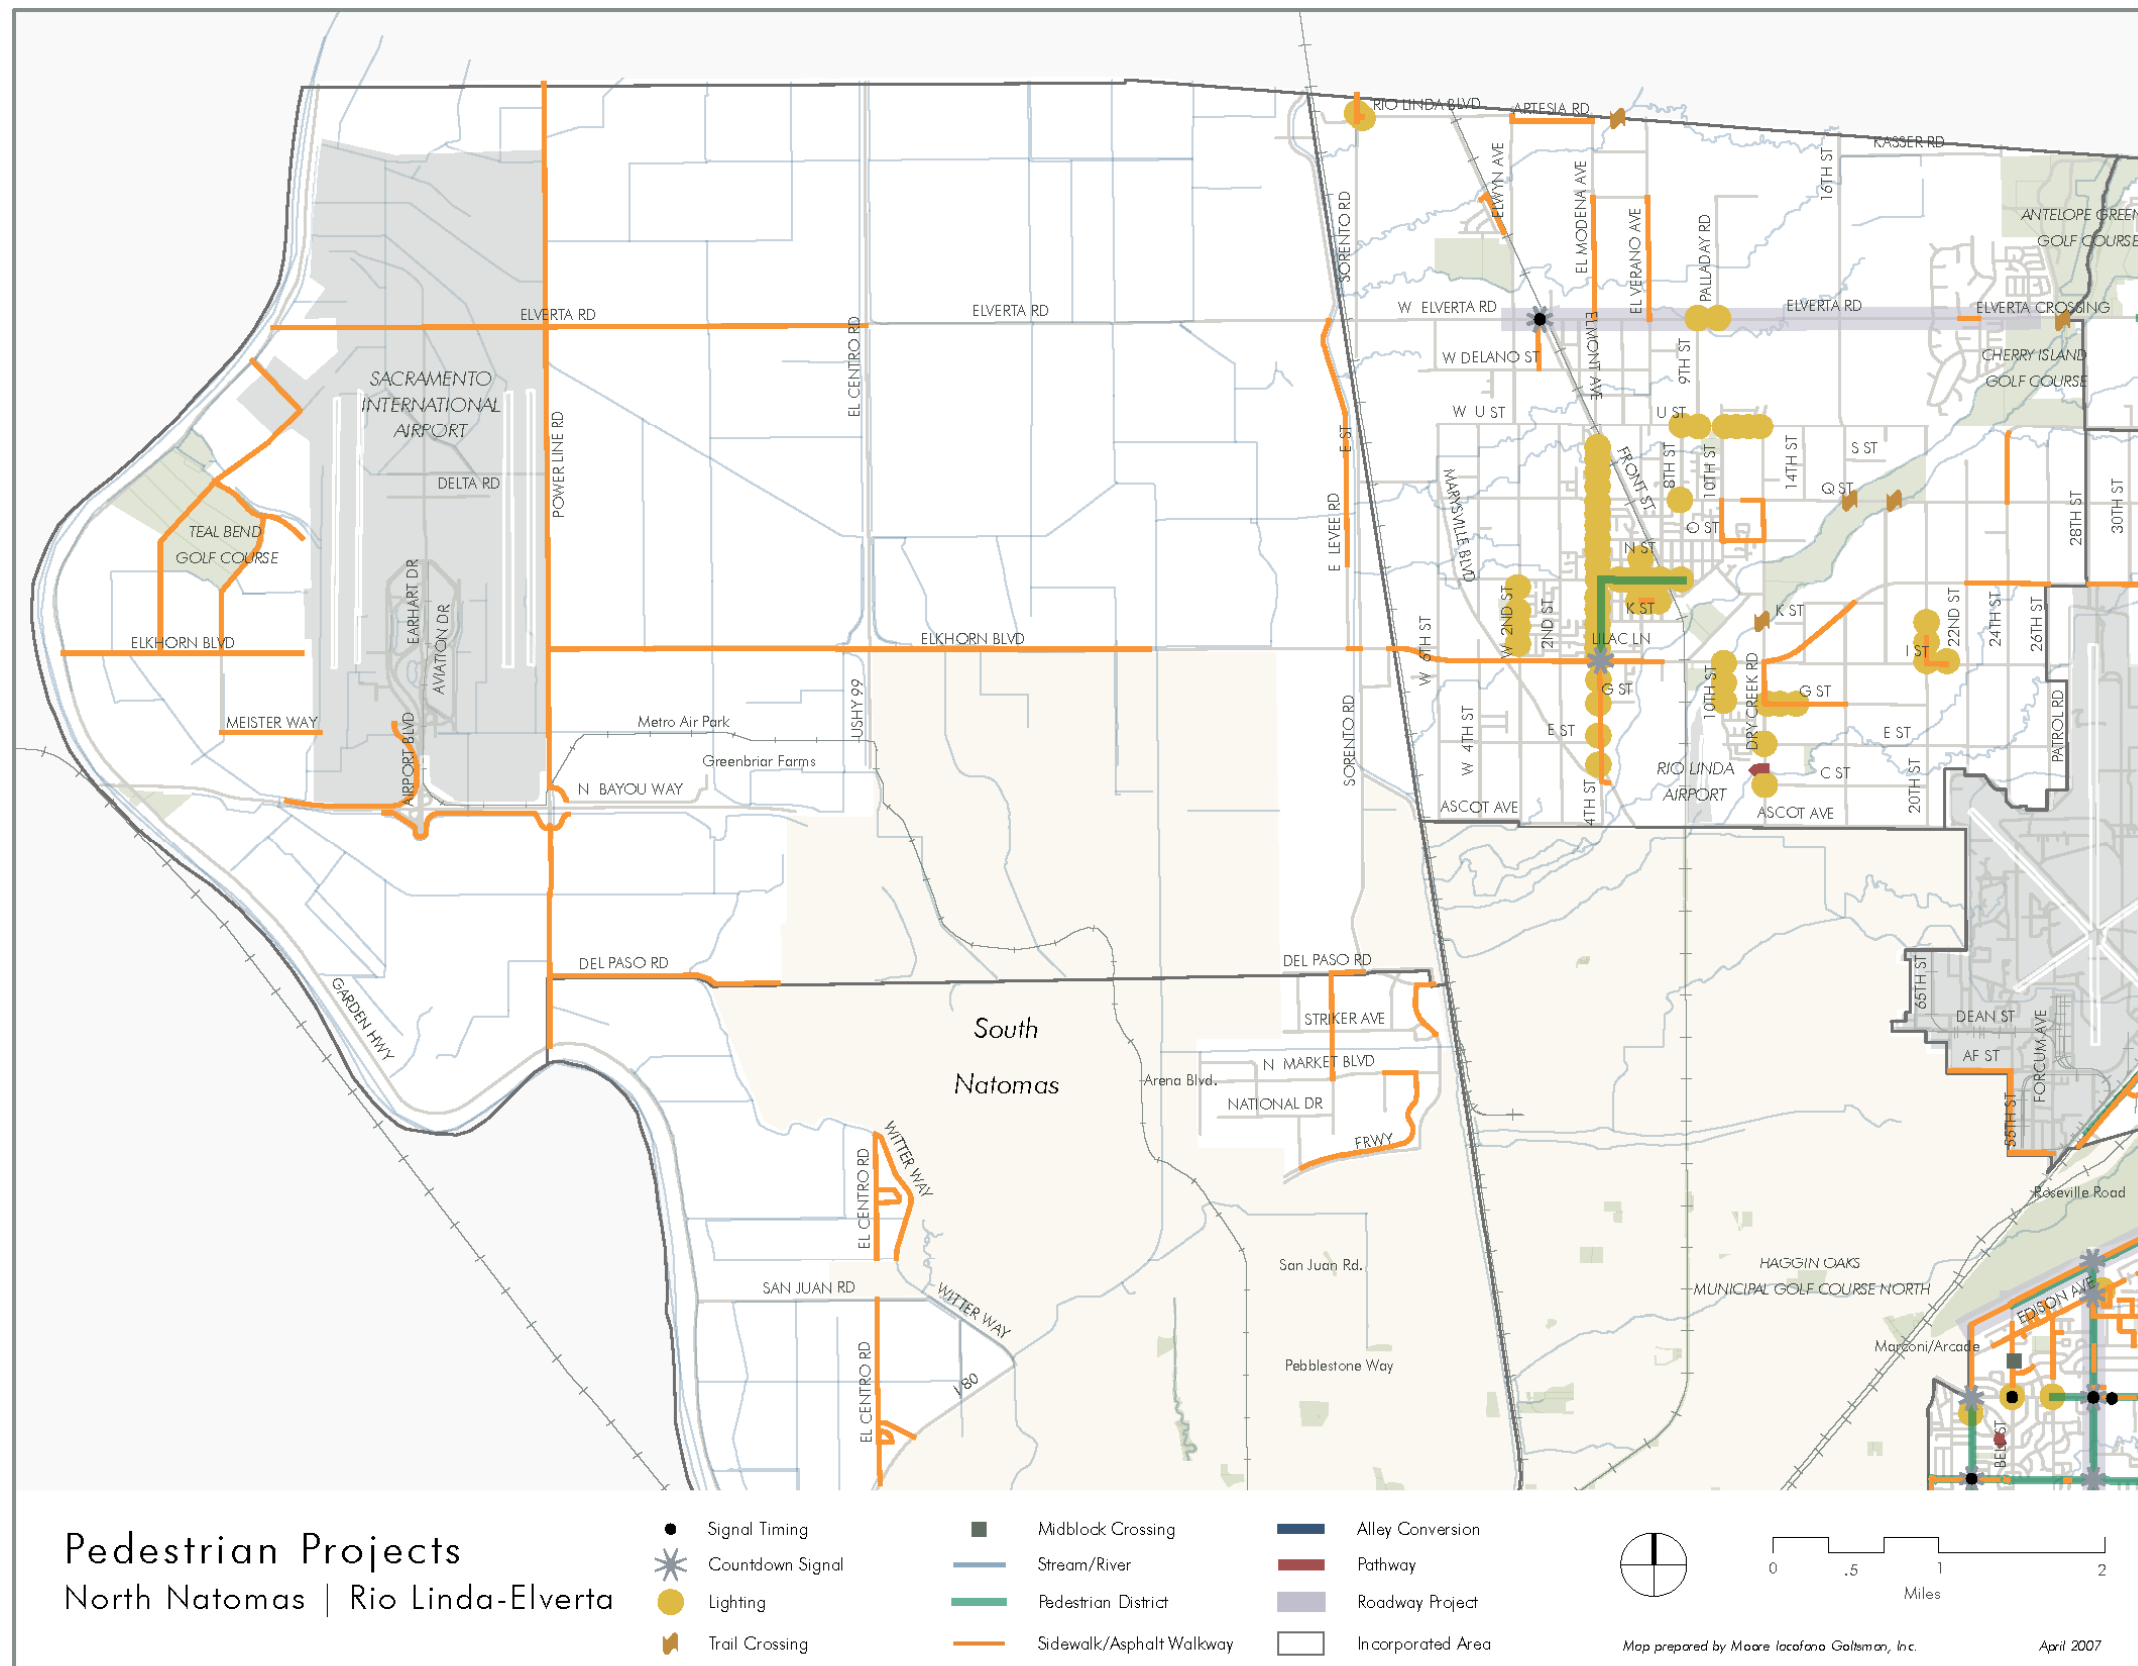 RIO LINDA BLVD
ARTESIA RD
KASSER RD
16TH ST
ELWYN AVE
EL MODENA AVE
EL VERANO AVE
PALLADAY RD
SORENTO RD
ANTELOPE GREEN
GOLF COURSE
ELVERTA RD
ELVERTA RD
W ELVERTA RD
ELVERTA RD
ELVERTA CROSSING
EL CENTRO RD
ELMONT AVE
W DELANO ST
9TH ST
CHERRY ISLAND
GOLF COURSE
SACRAMENTO
INTERNATIONAL
AIRPORT
POWER LINE RD
W U ST
U ST
E ST
FRONT ST
8TH ST
10TH ST
14TH ST
S ST
Q ST
DELTA RD
MARYSVILLE BLVD
28TH ST
30TH ST
TEAL BEND
GOLF COURSE
E LEVEE RD
O ST
N ST
EARHART DR
AVIATION DR
W 2ND ST
2ND ST
K ST
K ST
22ND ST
24TH ST
26TH ST
ELKHORN BLVD
ELKHORN BLVD
W 6TH ST
LILAC LN
I ST
USHY 99
SORENTO RD
G ST
10TH ST
DRY CREEK RD
G ST
PATROL RD
MEISTER WAY
AIRPORT BLVD
Metro Air Park
Greenbriar Farms
W 4TH ST
E ST
E ST
RIO LINDA
AIRPORT
C ST
N BAYOU WAY
ASCOT AVE
4TH ST
ASCOT AVE
20TH ST
DEL PASO RD
DEL PASO RD
65TH ST
GARDEN HWY
South
Natomas
STRIKER AVE
DEAN ST
FORCUM AVE
AF ST
N MARKET BLVD
Arena Blvd.
NATIONAL DR
FRWY
WITTER WAY
EL CENTRO RD
Roseville Road
San Juan Rd.
HAGGIN OAKS
MUNICIPAL GOLF COURSE NORTH
SAN JUAN RD
WITTER WAY
EDISON AVE
Marconi/Arcade
Pebblestone Way
I 80
EL CENTRO RD
BELL ST
Pedestrian Projects
North Natomas | Rio Linda-Elverta
Signal Timing
Countdown Signal
Lighting
Trail Crossing
Midblock Crossing
Stream/River
Pedestrian District
Sidewalk/Asphalt Walkway
Alley Conversion
Pathway
Roadway Project
Incorporated Area
0 .5 1 2
Miles
Map prepared by Moore Iacofano Goltsman, Inc.
April 2007